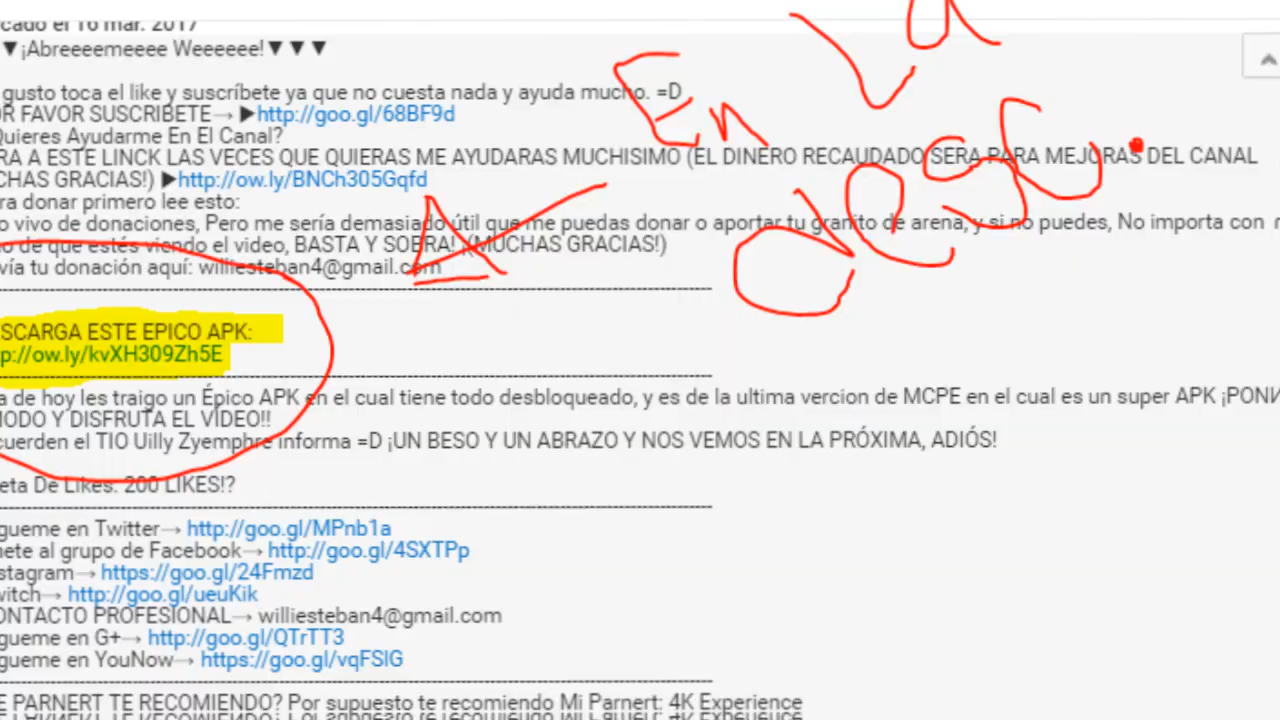 cado el 16 mar. 2017
▼¡Abreeeemeeee Weeeeee!▼▼▼
gusto toca el like y suscríbete ya que no cuesta nada y ayuda mucho. =D
R FAVOR SUSCRIBETE→ ▶http://goo.gl/68BF9d
Quieres Ayudarme En El Canal?
RA A ESTE LINCK LAS VECES QUE QUIERAS ME AYUDARAS MUCHISIMO (EL DINERO RECAUDADO SERA PARA MEJORAS DEL CANAL
CHAS GRACIAS!) ▶http://ow.ly/BNCh305Gqfd
ra donar primero lee esto:
o vivo de donaciones, Pero me sería demasiado útil que me puedas donar o aportar tu granito de arena, y si no puedes, No importa con
o de que estés viendo el video, BASTA Y SOBRA! ¡(MUCHAS GRACIAS!)
vía tu donación aquí: williesteban4@gmail.com
SCARGA ESTE EPICO APK:
p://ow.ly/kvXH309Zh5E
a de hoy les traigo un Épico APK en el cual tiene todo desbloqueado, y es de la ultima vercion de MCPE en el cual es un super APK ¡PONI
MODO Y DISFRUTA EL VÍDEO!!
cuerden el TIO Uilly Zyemphre informa =D ¡UN BESO Y UN ABRAZO Y NOS VEMOS EN LA PRÓXIMA, ADIÓS!
eta De Likes. 200 LIKES!?
gueme en Twitter→ http://goo.gl/MPnb1a
nete al grupo de Facebook→ http://goo.gl/4SXTPp
stagram→ https://goo.gl/24Fmzd
witch→ http://goo.gl/ueuKik
ONTACTO PROFESIONAL→ williesteban4@gmail.com
gueme en G+→ http://goo.gl/QTrTT3
gueme en YouNow→ https://goo.gl/vqFSIG
E PARNERT TE RECOMIENDO? Por supuesto te recomiendo Mi Parnert: 4K Experience
En La
desc.